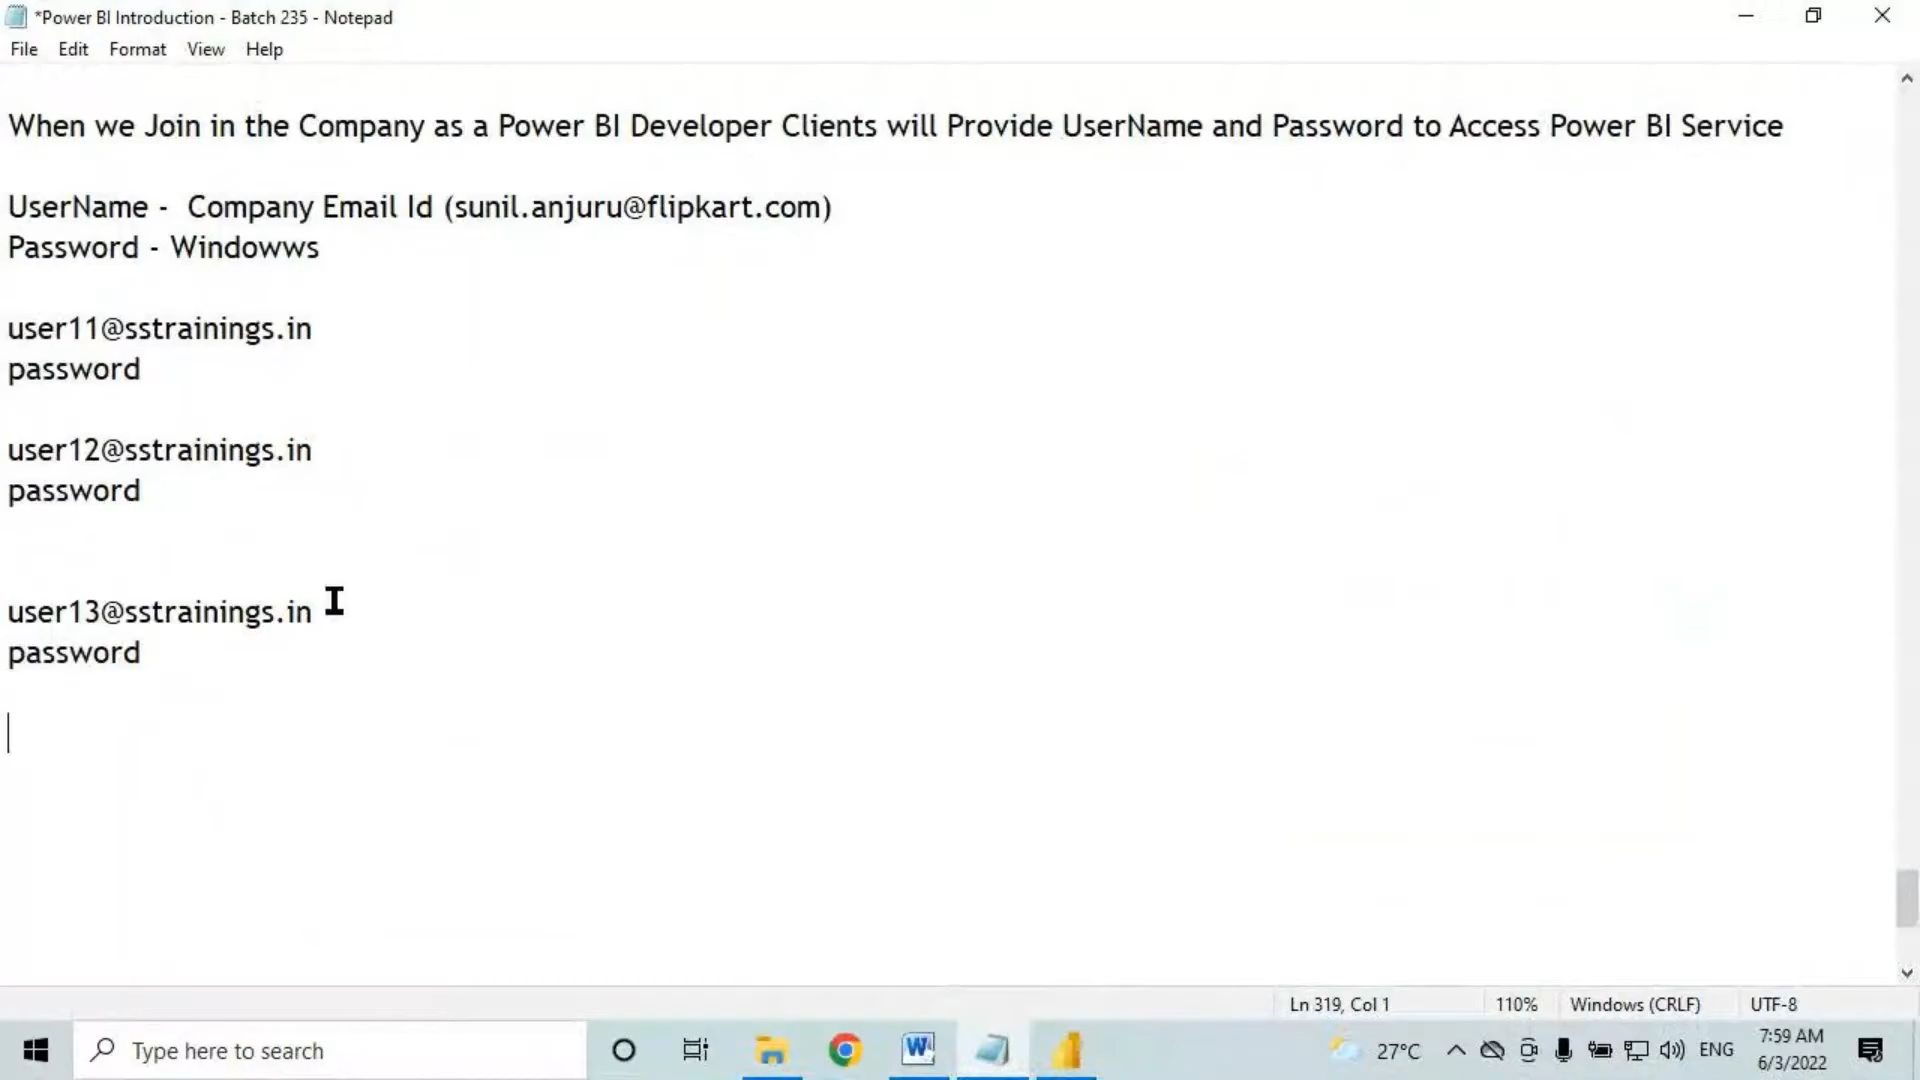 *Power BI Introduction - Batch 235 - Notepad
File Edit Format View Help
When we Join in the Company as a Power BI Developer Clients will Provide UserName and Password to Access Power BI Service
UserName -  Company Email Id (sunil.anjuru@flipkart.com)
Password - Windowws
user11@sstrainings.in
password
user12@sstrainings.in
password
user13@sstrainings.in
password
Ln 319, Col 1 110% Windows (CRLF) UTF-8
Type here to search
27°C ENG
7:59 AM
6/3/2022